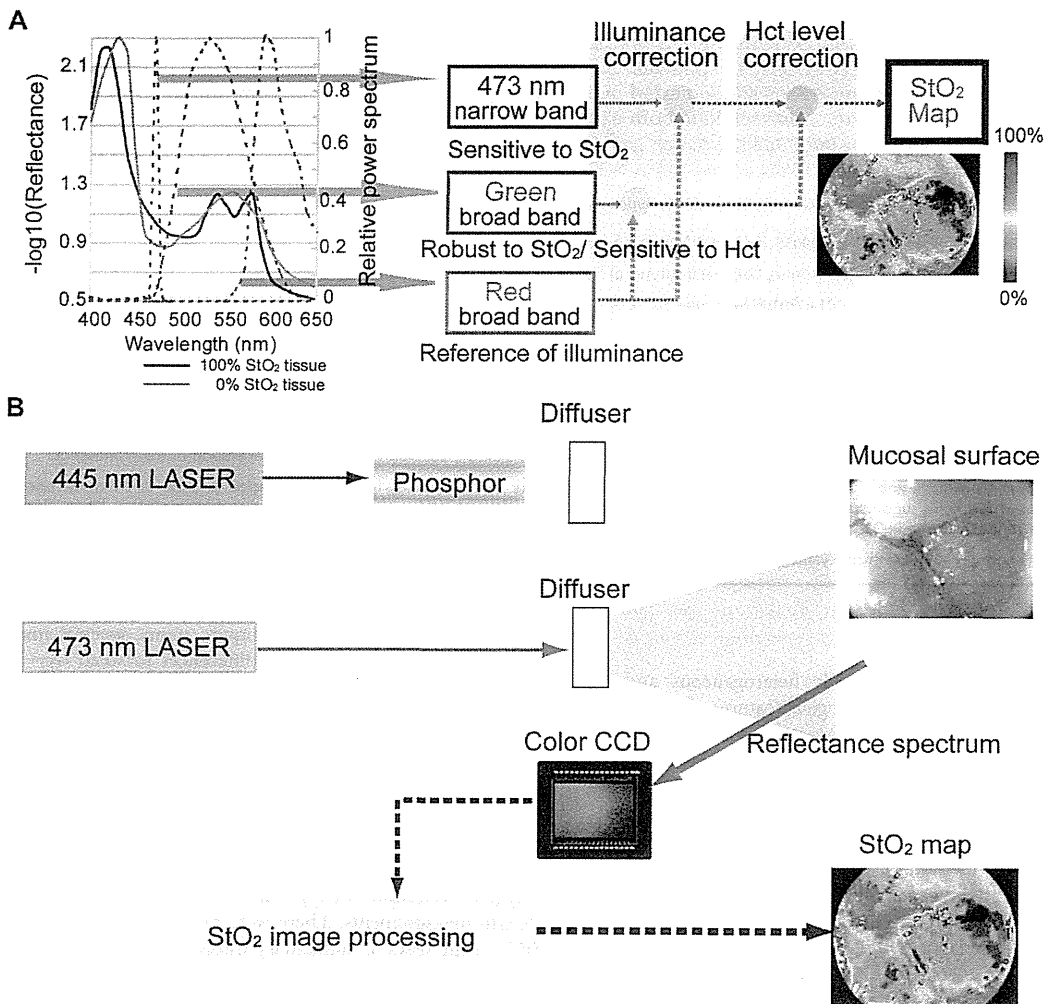 A
-log10(Reflectance)
2.1
1.7
1.3
0.9
0.5
1
0.8
0.6
0.4
0.2
0
Relative power spectrum
400 450 500 550 600 650
Wavelength (nm)
100% StO₂ tissue
0% StO₂ tissue
Illuminance correction
Hct level correction
473 nm
narrow band
Sensitive to StO₂
Green
broad band
Robust to StO₂/ Sensitive to Hct
Red
broad band
Reference of illuminance
StO₂
Map
100%
0%
B
Diffuser
445 nm LASER
Phosphor
Mucosal surface
Diffuser
473 nm LASER
Color CCD
Reflectance spectrum
StO₂ map
StO₂ image processing